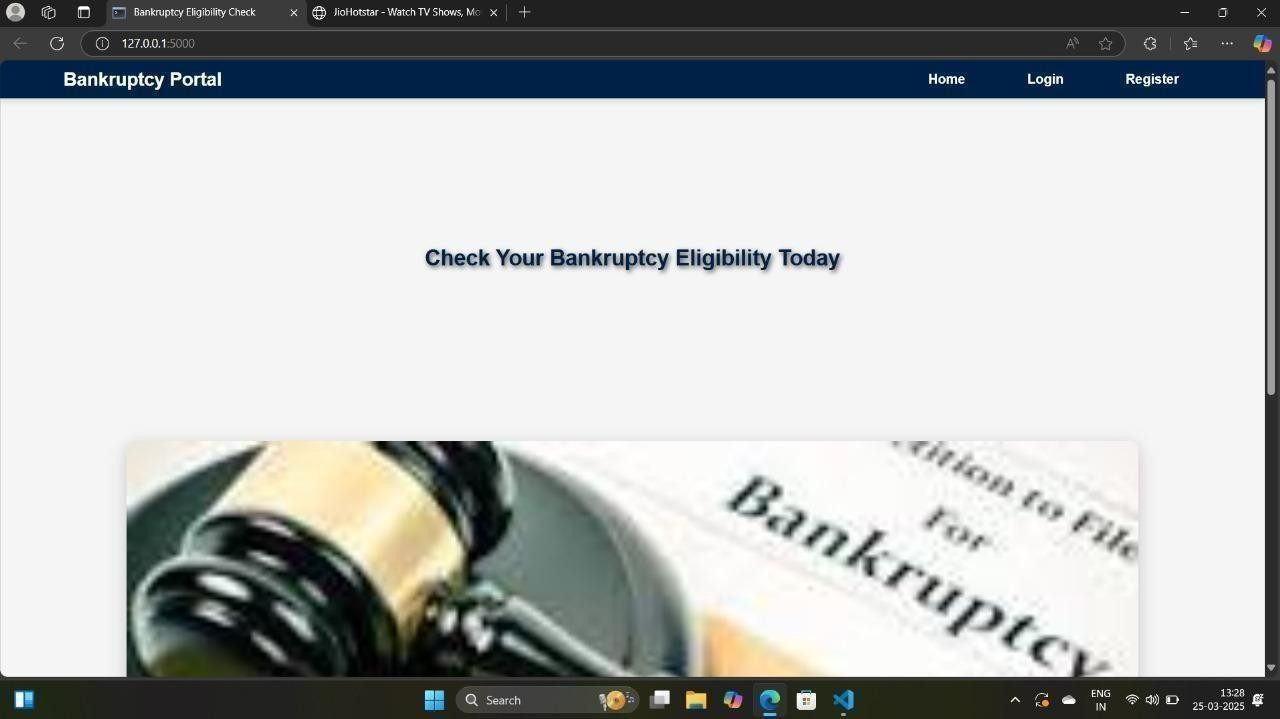 Bankruptcy Eligibility Check
JioHotstar - Watch TV Shows, Mo
127.0.0.1:5000
Bankruptcy Portal
Home
Login
Register
Check Your Bankruptcy Eligibility Today
tition to File
For
Bankruptcy
Search
ENG
IN
13:28
25-03-2025